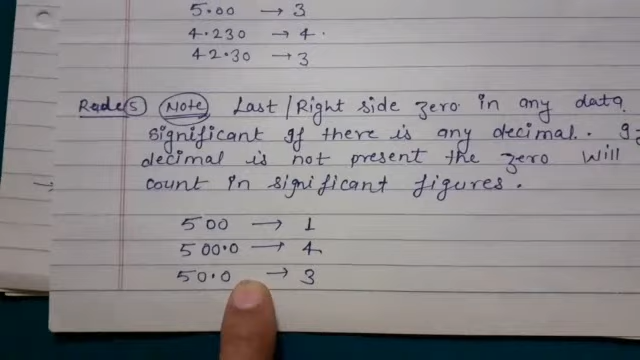 5.00 → 3
4.230 → 4.
42.30 → 3
Rule (5) Note Last/Right side zero in any data
significant if there is any decimal. If
decimal is not present the zero will
→ count in significant figures.
500 → 1
500.0 → 4
50.0 → 3